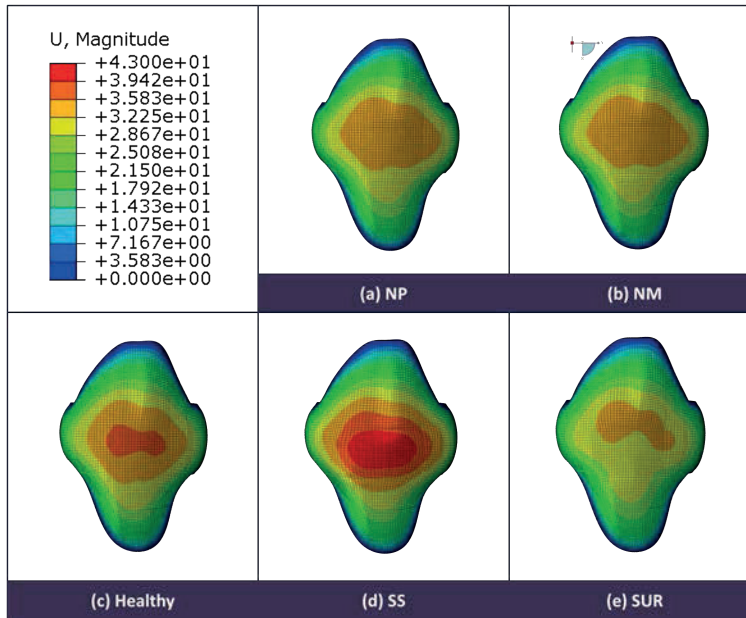 U, Magnitude
+4.300e+01
+3.942e+01
+3.583e+01
+3.225e+01
+2.867e+01
+2.508e+01
+2.150e+01
+1.792e+01
+1.433e+01
+1.075e+01
+7.167e+00
+3.583e+00
+0.000e+00
(a) NP
(b) NM
(c) Healthy
(d) SS
(e) SUR